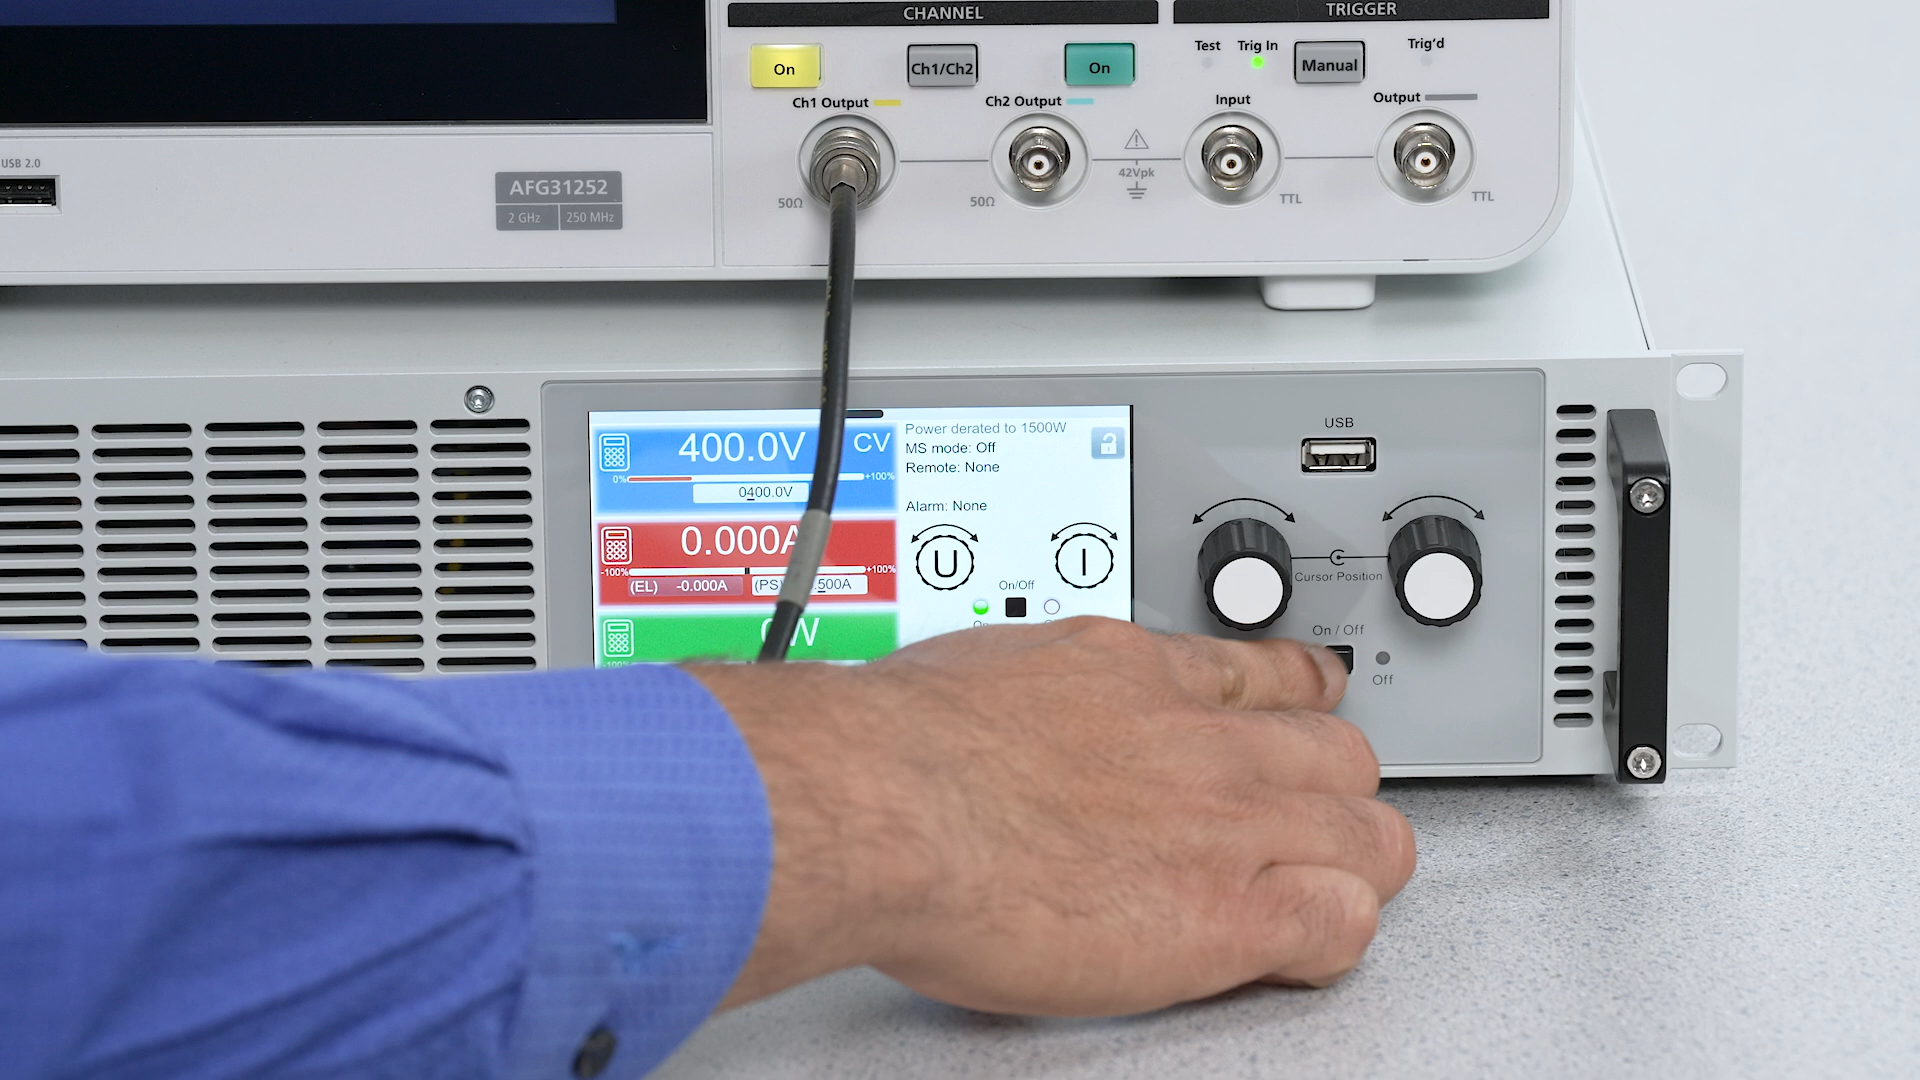 CHANNEL
TRIGGER
On
Ch1/Ch2
On
Test
Trig In
Manual
Trig'd
Ch1 Output
Ch2 Output
Input
Output
USB 2.0
AFG31252
2 GHz
250 MHz
50Ω
50Ω
42Vpk
TTL
TTL
400.0V
CV
0%
+100%
0400.0V
Power derated to 1500W
MS mode: Off
Remote: None
Alarm: None
0.000A
-100%
+100%
(EL) -0.000A
(PS)
500A
U
I
On/Off
W
-100%
USB
Cursor Position
On / Off
Off